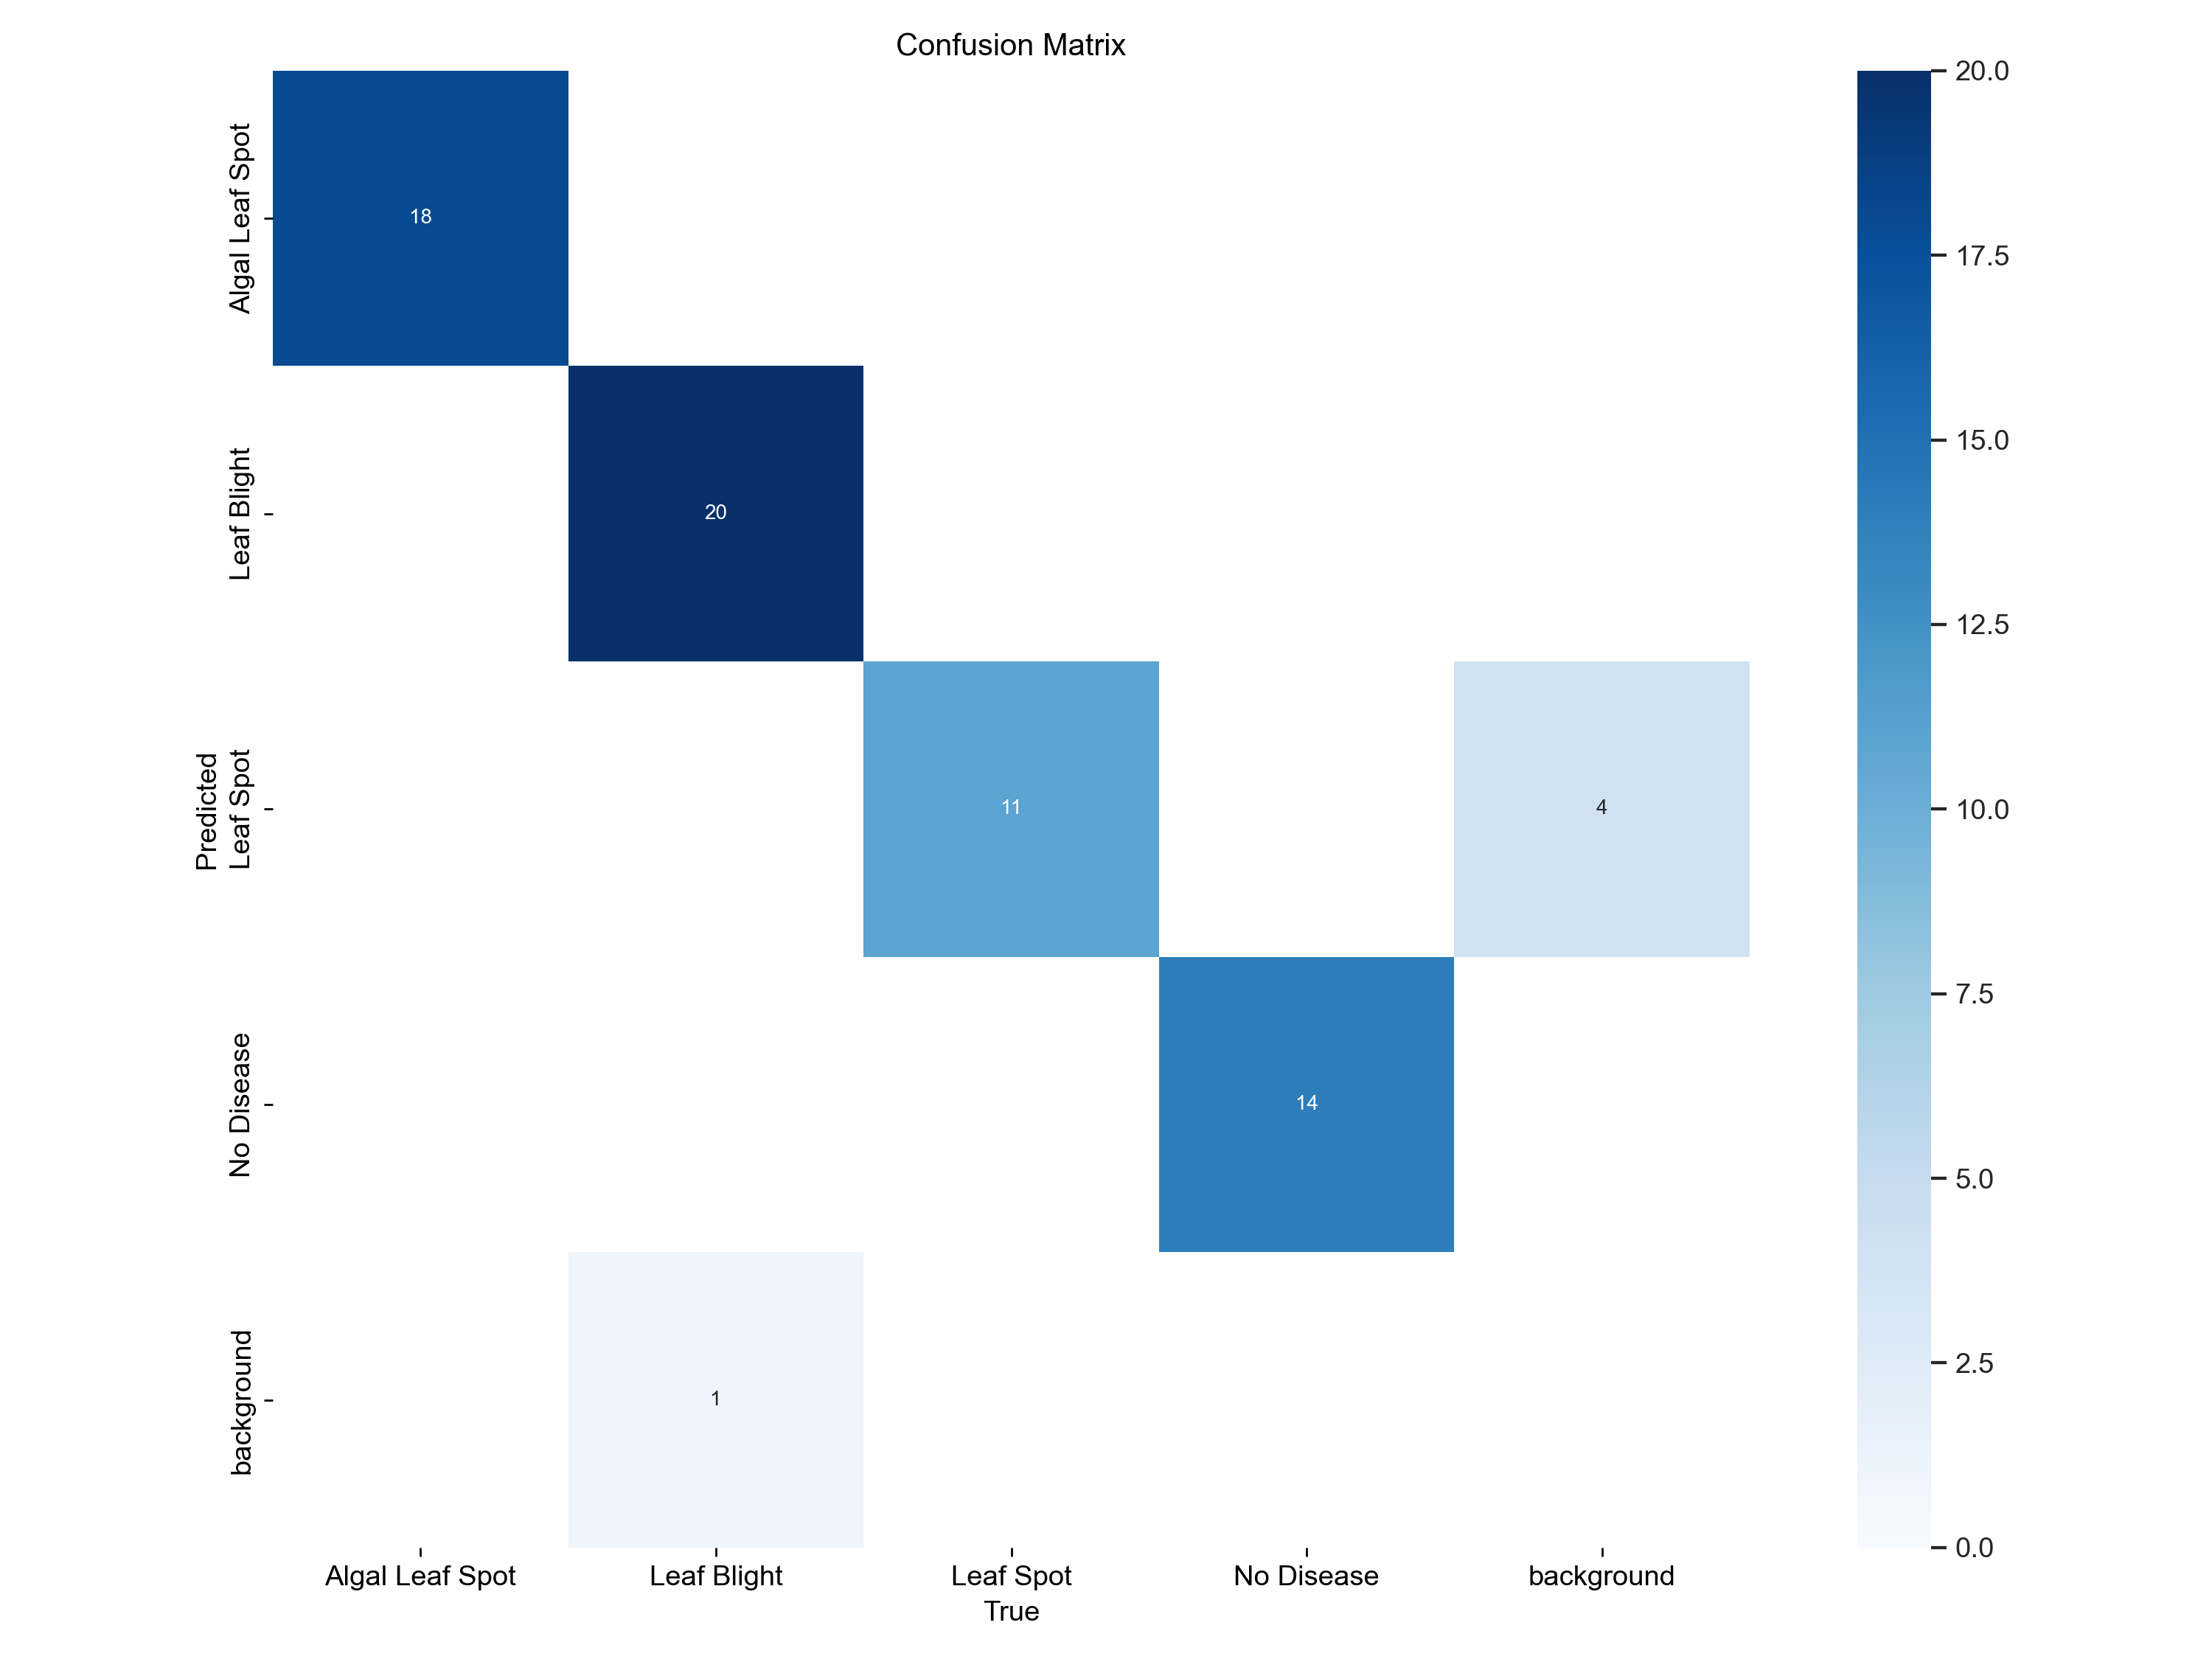 Confusion Matrix
Algal Leaf Spot
Leaf Blight
Leaf Spot
No Disease
background
Predicted
18
20
11
4
14
1
Algal Leaf Spot
Leaf Blight
Leaf Spot
No Disease
background
True
20.0
17.5
15.0
12.5
10.0
7.5
5.0
2.5
0.0